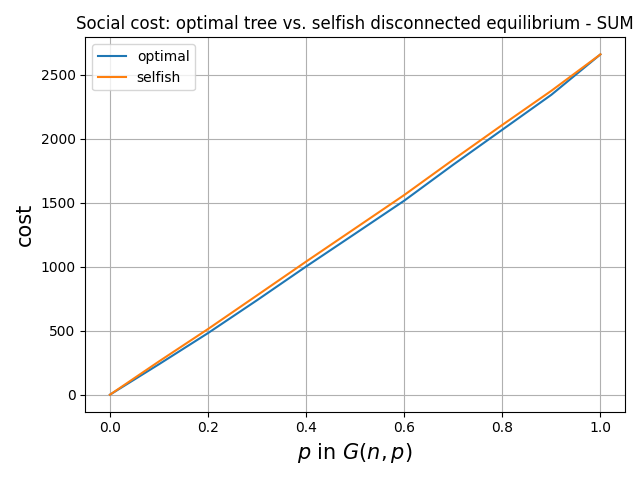 Social cost: optimal tree vs. selfish disconnected equilibrium - SUM
optimal
selfish
2500
2000
1500
1000
500
0
cost
0.0 0.2 0.4 0.6 0.8 1.0
p in G(n, p)